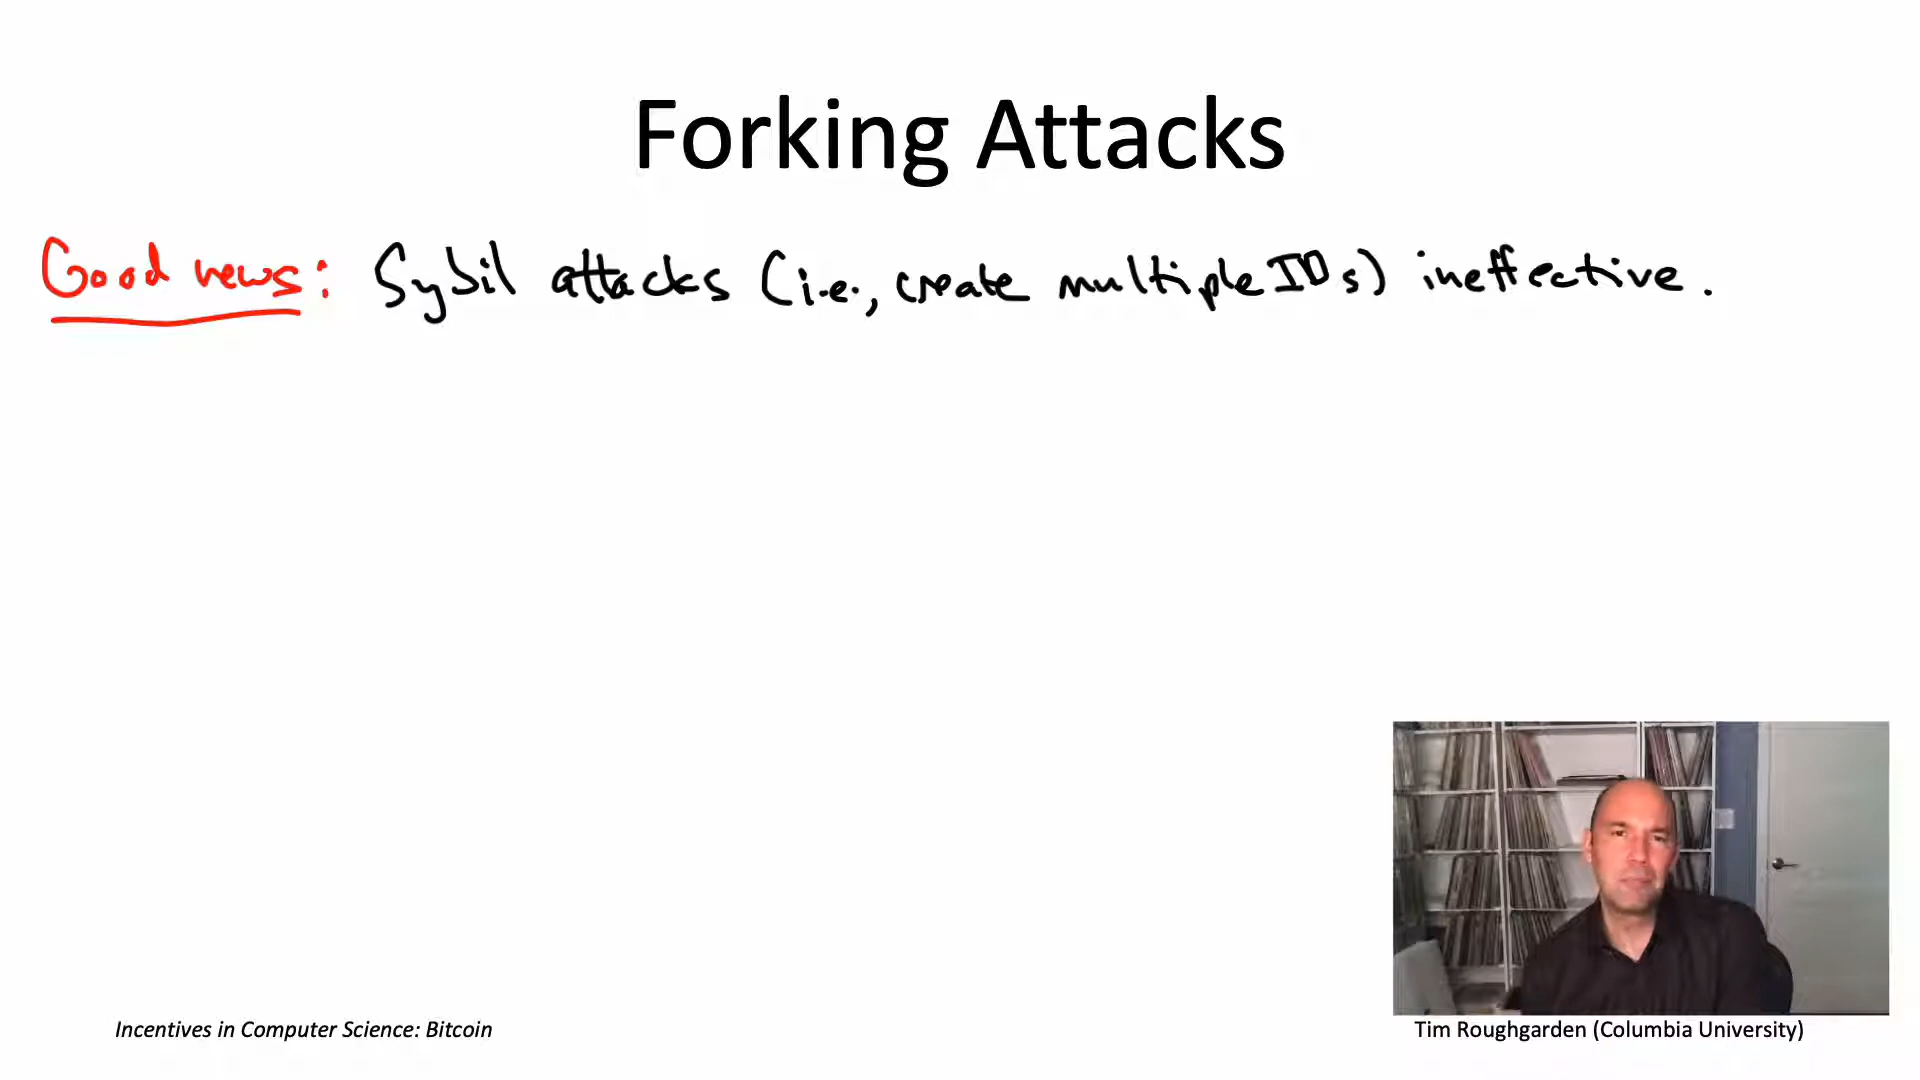 Forking Attacks
Good news: Sybil attacks (i.e., create multiple IDs) ineffective.
Incentives in Computer Science: Bitcoin
Tim Roughgarden (Columbia University)